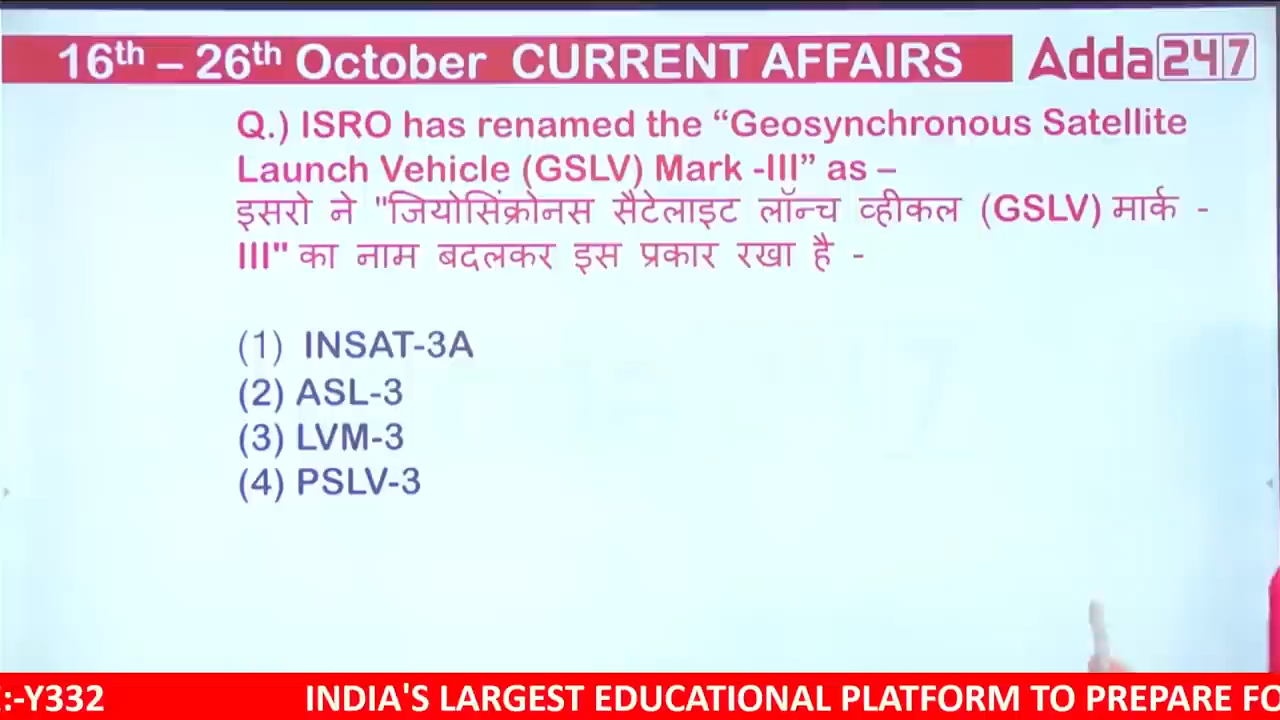 16th – 26th October CURRENT AFFAIRS
Adda247
Q.) ISRO has renamed the “Geosynchronous Satellite
Launch Vehicle (GSLV) Mark -III” as –
इसरो ने "जियोसिंक्रोनस सैटेलाइट लॉन्च व्हीकल (GSLV) मार्क -
III" का नाम बदलकर इस प्रकार रखा है -
(1) INSAT-3A
(2) ASL-3
(3) LVM-3
(4) PSLV-3
:-Y332 INDIA'S LARGEST EDUCATIONAL PLATFORM TO PREPARE FO